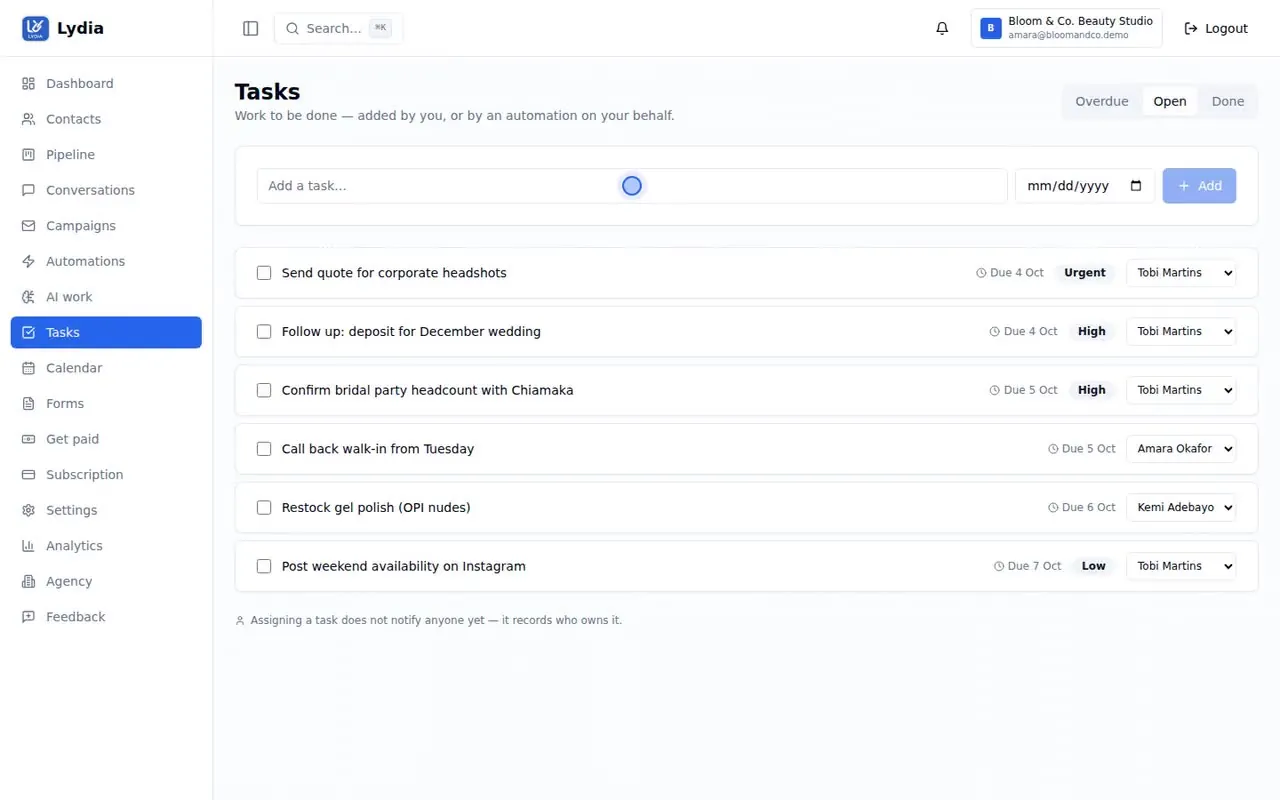 LYDIA
Lydia
Search... ⌘K
B
Bloom & Co. Beauty Studio
amara@bloomandco.demo
Logout
Dashboard
Contacts
Pipeline
Conversations
Campaigns
Automations
AI work
Tasks
Calendar
Forms
Get paid
Subscription
Settings
Analytics
Agency
Feedback
Tasks
Work to be done — added by you, or by an automation on your behalf.
Overdue Open Done
Add a task... mm/dd/yyyy + Add
Send quote for corporate headshots Due 4 Oct Urgent Tobi Martins
Follow up: deposit for December wedding Due 4 Oct High Tobi Martins
Confirm bridal party headcount with Chiamaka Due 5 Oct High Tobi Martins
Call back walk-in from Tuesday Due 5 Oct Amara Okafor
Restock gel polish (OPI nudes) Due 6 Oct Kemi Adebayo
Post weekend availability on Instagram Due 7 Oct Low Tobi Martins
Assigning a task does not notify anyone yet — it records who owns it.